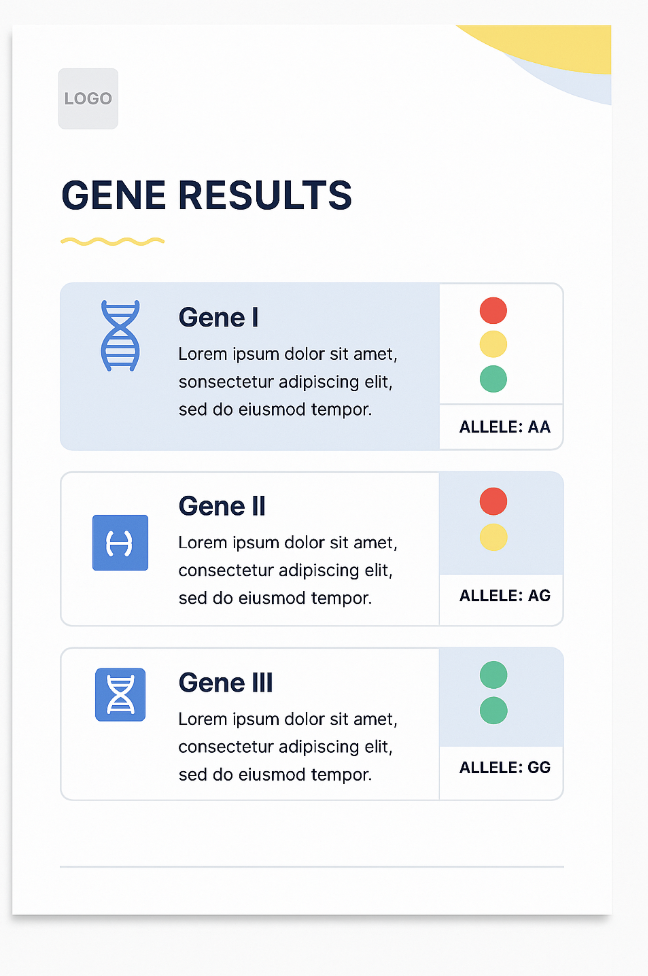 LOGO
GENE RESULTS
Gene I
Lorem ipsum dolor sit amet,
sonsectetur adipiscing elit,
sed do eiusmod tempor.
ALLELE: AA
Gene II
Lorem ipsum dolor sit amet,
consectetur adipiscing elit,
sed do eiusmod tempor.
ALLELE: AG
Gene III
Lorem ipsum dolor sit amet,
consectetur adipiscing elit,
sed do eiusmod tempor.
ALLELE: GG